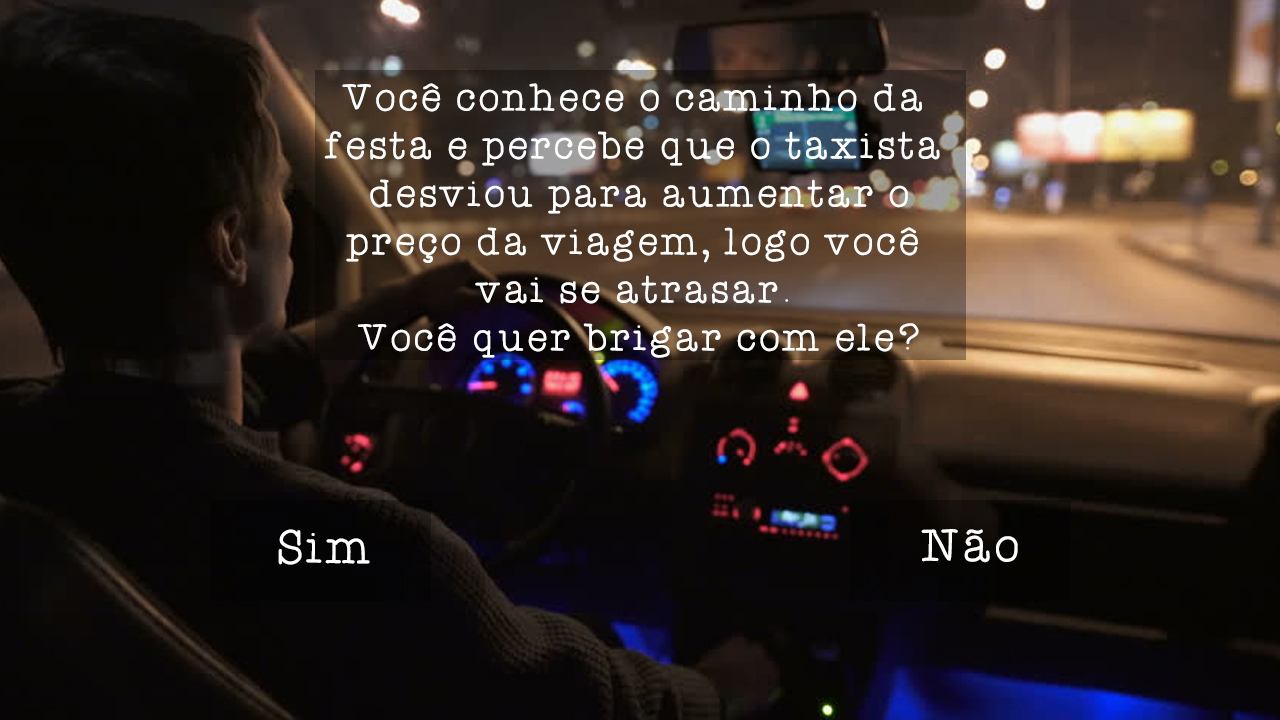 Você conhece o caminho da
festa e percebe que o taxista
desviou para aumentar o
preço da viagem, logo você
vai se atrasar.
Você quer brigar com ele?
Sim
Não